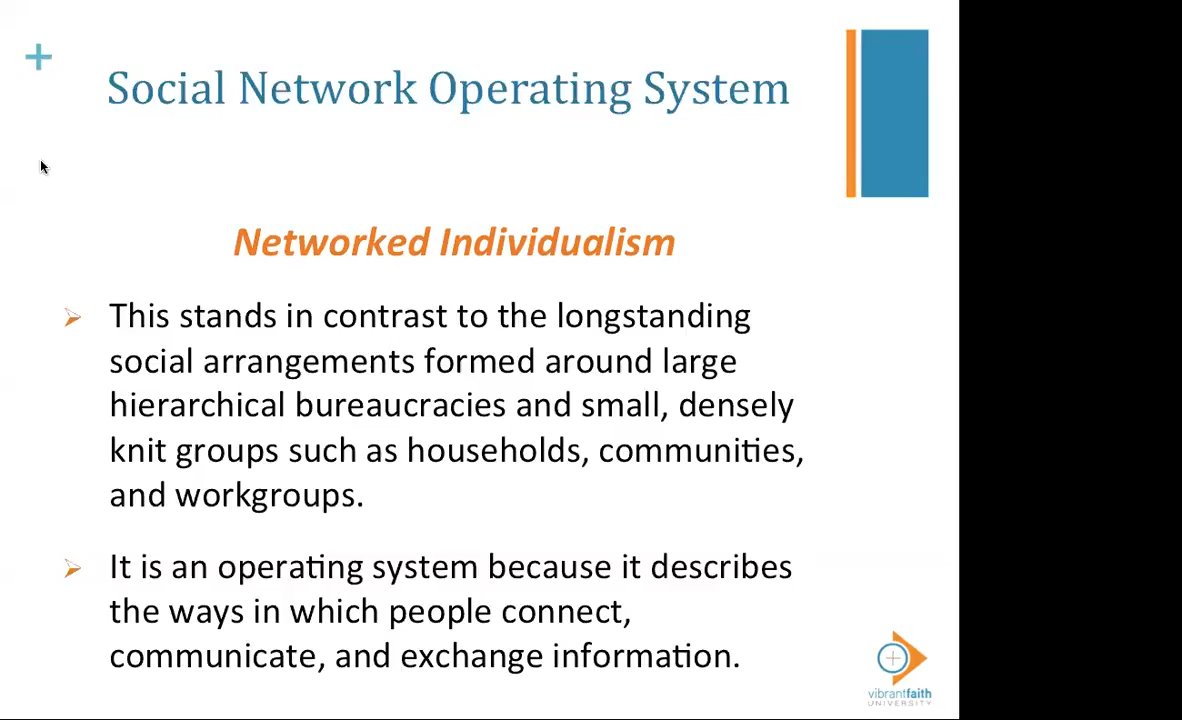 +
Social Network Operating System
Networked Individualism
This stands in contrast to the longstanding
social arrangements formed around large
hierarchical bureaucracies and small, densely
knit groups such as households, communities,
and workgroups.
It is an operating system because it describes
the ways in which people connect,
communicate, and exchange information.
vibrantfaith
UNIVERSITY